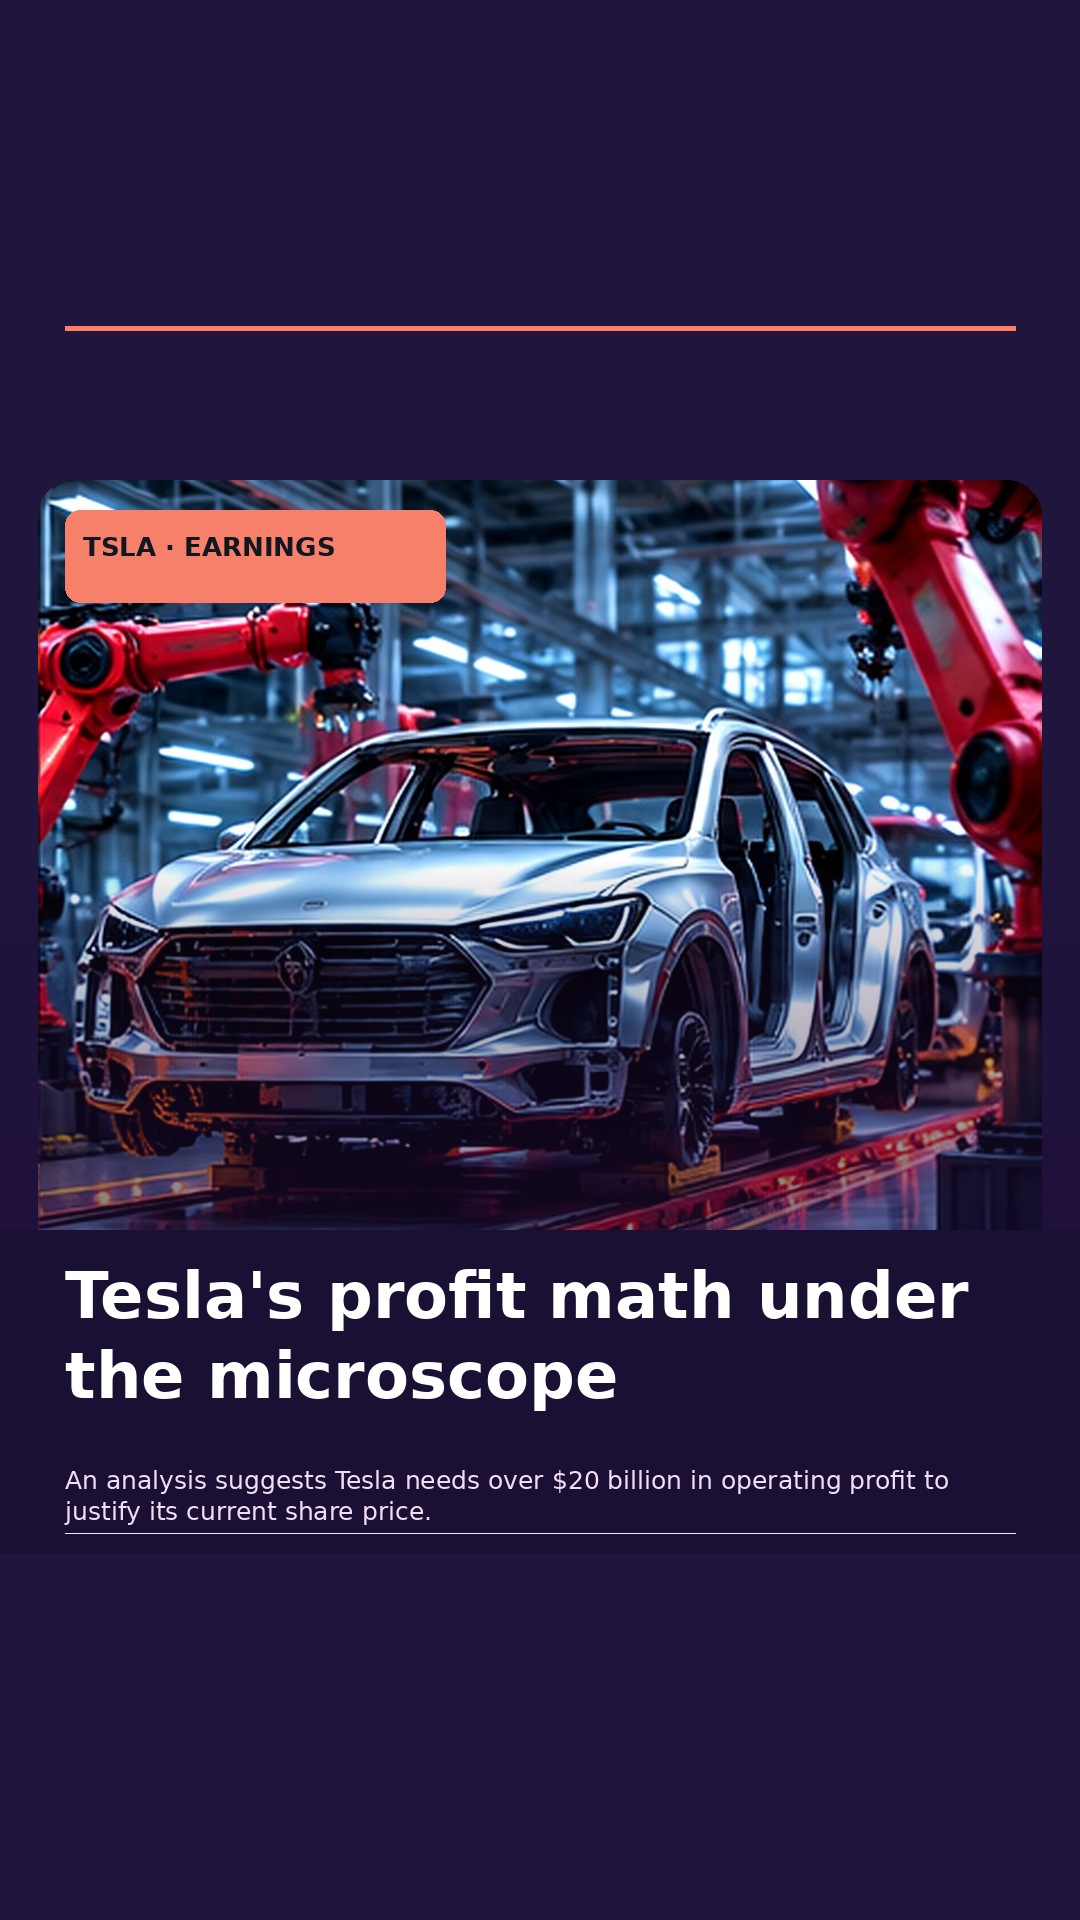 TSLA · EARNINGS
Tesla's profit math under
the microscope
An analysis suggests Tesla needs over $20 billion in operating profit to
justify its current share price.